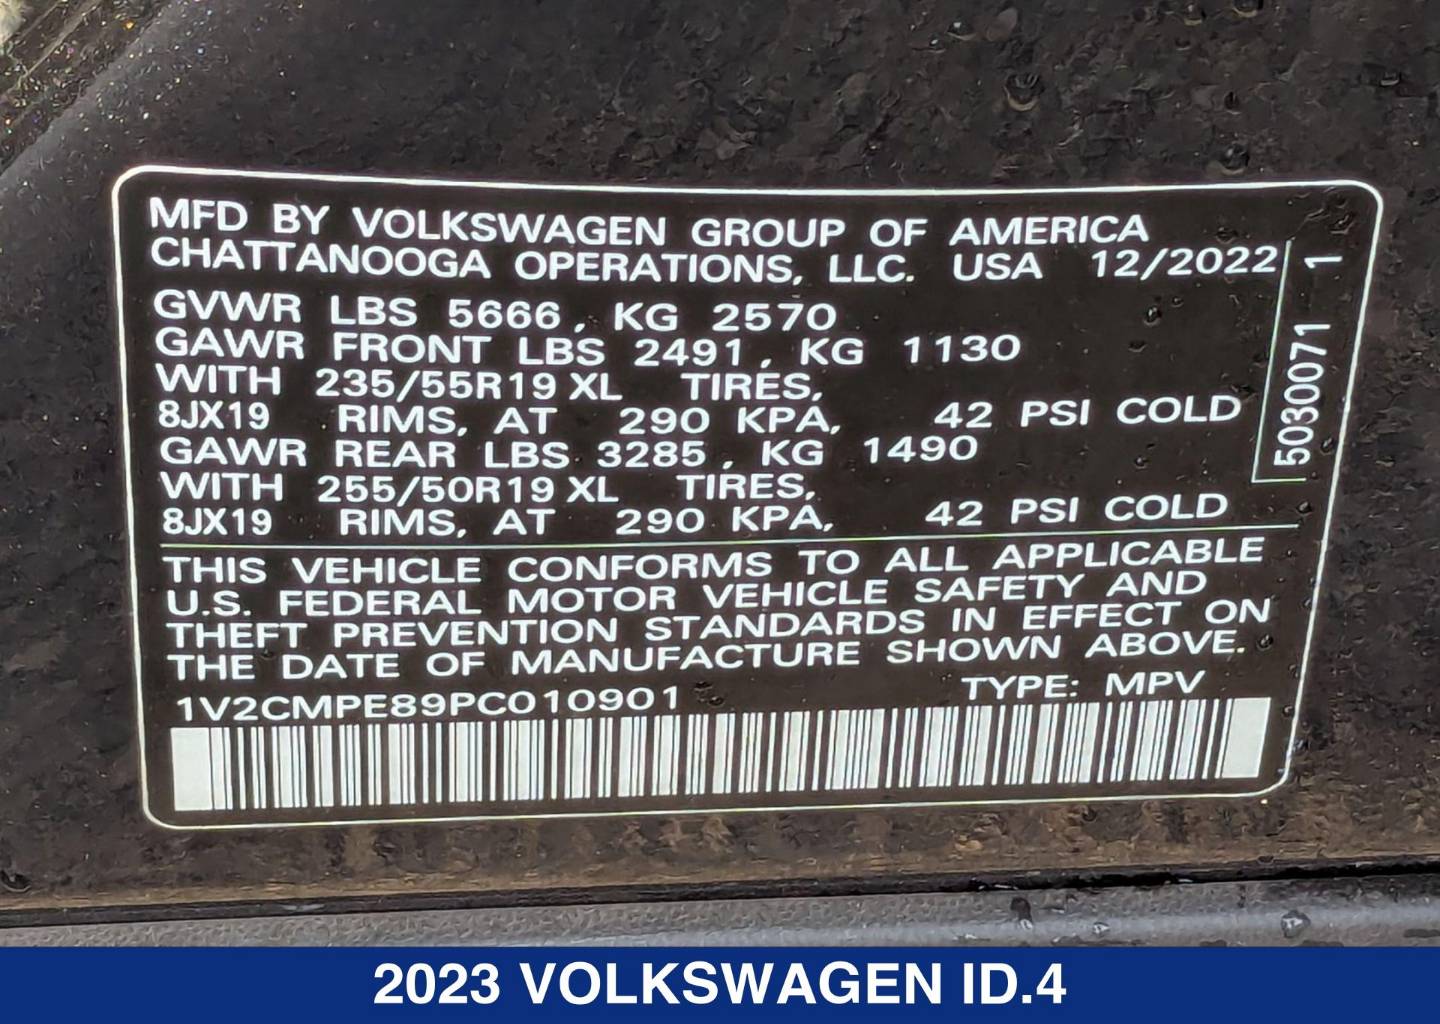 MFD BY VOLKSWAGEN GROUP OF AMERICA
CHATTANOOGA OPERATIONS, LLC. USA 12/2022
GVWR LBS 5666, KG 2570
GAWR FRONT LBS 2491, KG 1130
WITH 235/55R19 XL TIRES,
8JX19 RIMS, AT 290 KPA, 42 PSI COLD
GAWR REAR LBS 3285, KG 1490
WITH 255/50R19 XL TIRES,
8JX19 RIMS, AT 290 KPA, 42 PSI COLD
5030071 1
THIS VEHICLE CONFORMS TO ALL APPLICABLE
U.S. FEDERAL MOTOR VEHICLE SAFETY AND
THEFT PREVENTION STANDARDS IN EFFECT ON
THE DATE OF MANUFACTURE SHOWN ABOVE.
1V2CMPE89PC010901 TYPE: MPV
2023 VOLKSWAGEN ID.4